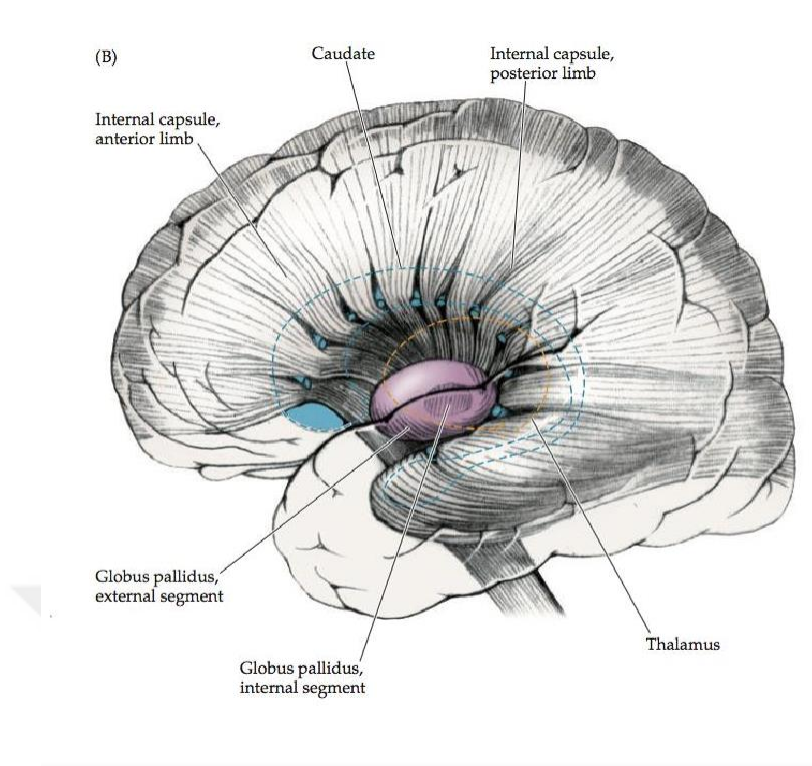 (B)
Caudate
Internal capsule,
posterior limb
Internal capsule,
anterior limb
Globus pallidus,
external segment
Globus pallidus,
internal segment
Thalamus